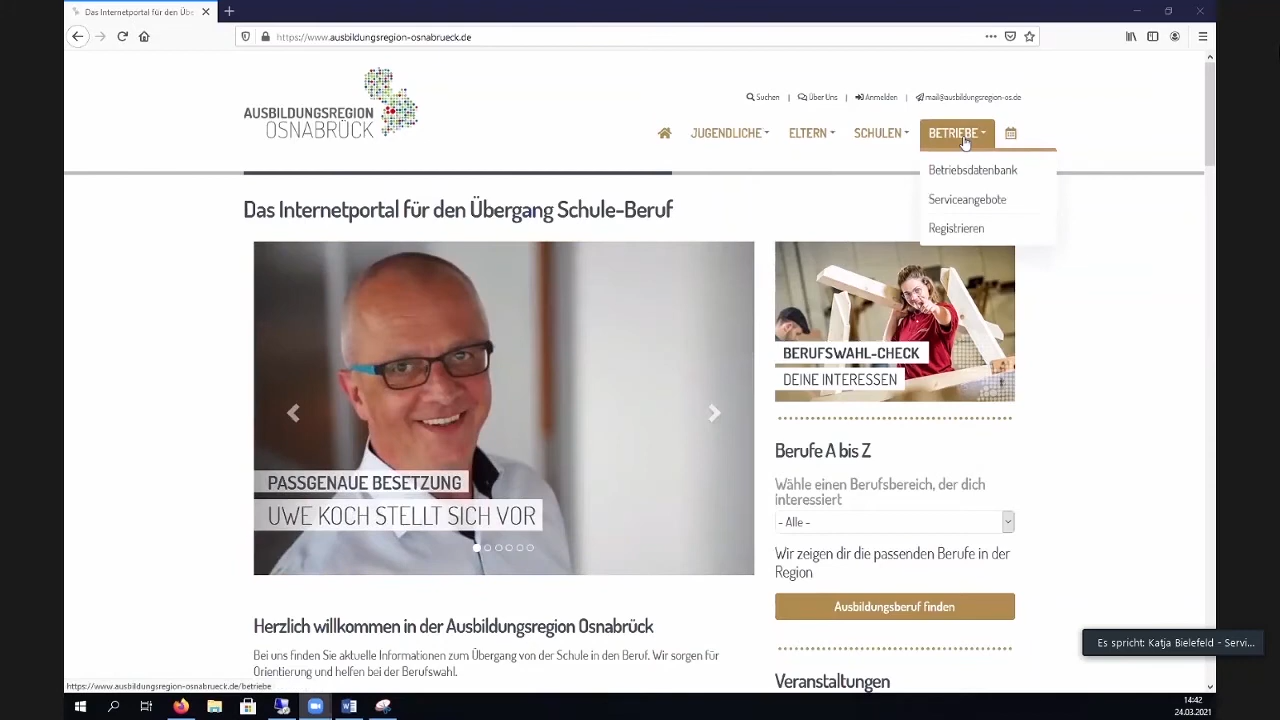 Das Internetportal für den Übe
https://www.ausbildungsregion-osnabrueck.de
AUSBILDUNGSREGION
OSNABRÜCK
Suchen | Über Uns | Anmelden | mail@ausbildungsregion-os.de
JUGENDLICHE ELTERN SCHULEN BETRIEBE
Betriebsdatenbank
Serviceangebote
Registrieren
Das Internetportal für den Übergang Schule-Beruf
PASSGENAUE BESETZUNG
UWE KOCH STELLT SICH VOR
BERUFSWAHL-CHECK
DEINE INTERESSEN
Berufe A bis Z
Wähle einen Berufsbereich, der dich
interessiert
- Alle -
Wir zeigen dir die passenden Berufe in der
Region
Ausbildungsberuf finden
Herzlich willkommen in der Ausbildungsregion Osnabrück
Bei uns finden Sie aktuelle Informationen zum Übergang von der Schule in den Beruf. Wir sorgen für
Orientierung und helfen bei der Berufswahl.
Veranstaltungen
Es spricht: Katja Bielefeld - Servi...
https://www.ausbildungsregion-osnabrueck.de/betriebe
14:42
24.03.2021